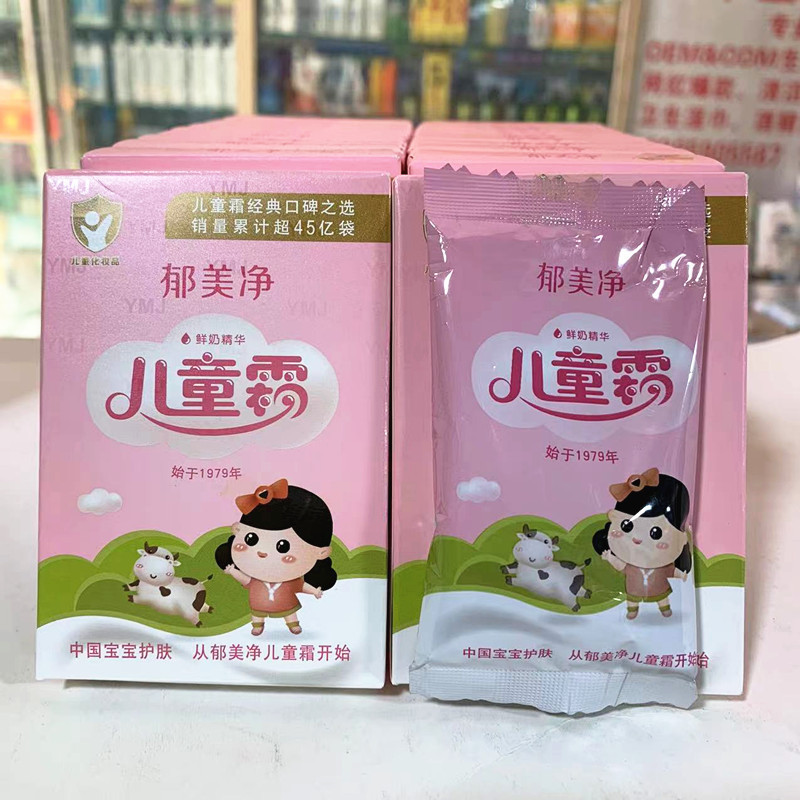 YMJ
儿童化妆品
儿童霜经典口碑之选
销量累计超45亿袋
郁美净
鲜奶精华
儿童霜
始于1979年
中国宝宝护肤 从郁美净儿童霜开始
郁美净
鲜奶精华
儿童霜
始于1979年
中国宝宝护肤 从郁美净儿童霜开始
OEM&ODM